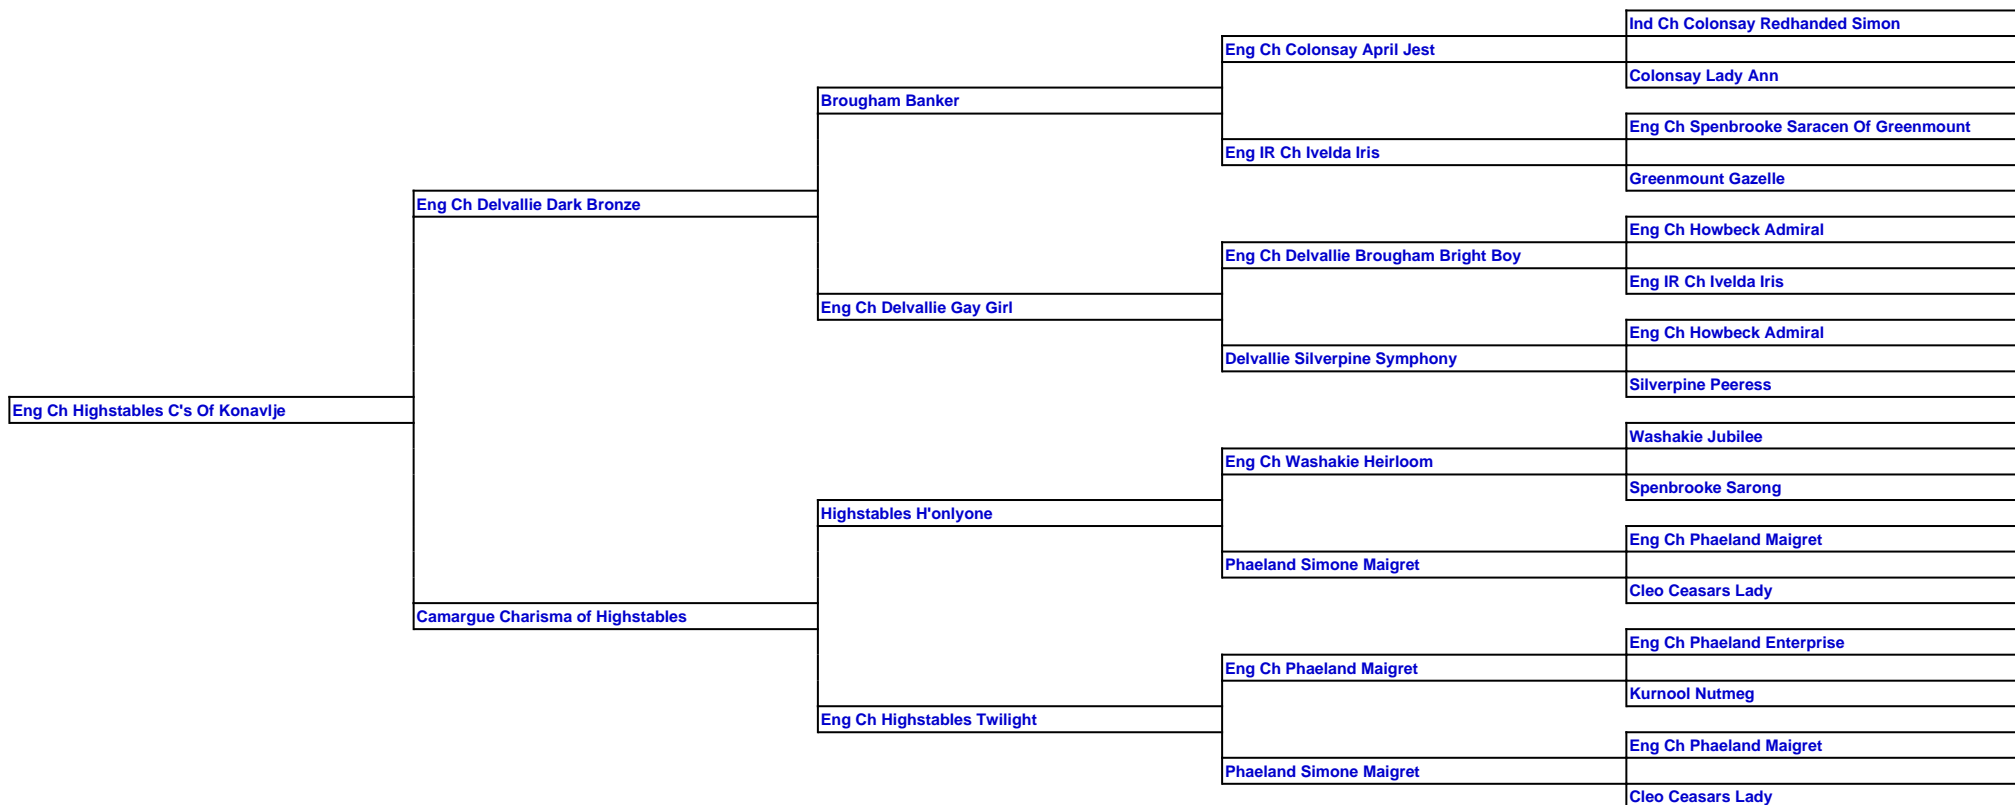 Ind Ch Colonsay Redhanded Simon
Eng Ch Colonsay April Jest
Colonsay Lady Ann
Brougham Banker
Eng Ch Spenbrooke Saracen Of Greenmount
Eng IR Ch Ivelda Iris
Greenmount Gazelle
Eng Ch Delvallie Dark Bronze
Eng Ch Howbeck Admiral
Eng Ch Delvallie Brougham Bright Boy
Eng IR Ch Ivelda Iris
Eng Ch Delvallie Gay Girl
Eng Ch Howbeck Admiral
Delvallie Silverpine Symphony
Silverpine Peeress
Eng Ch Highstables C's Of Konavlje
Washakie Jubilee
Eng Ch Washakie Heirloom
Spenbrooke Sarong
Highstables H'onlyone
Eng Ch Phaeland Maigret
Phaeland Simone Maigret
Cleo Ceasars Lady
Camargue Charisma of Highstables
Eng Ch Phaeland Enterprise
Eng Ch Phaeland Maigret
Kurnool Nutmeg
Eng Ch Highstables Twilight
Eng Ch Phaeland Maigret
Phaeland Simone Maigret
Cleo Ceasars Lady